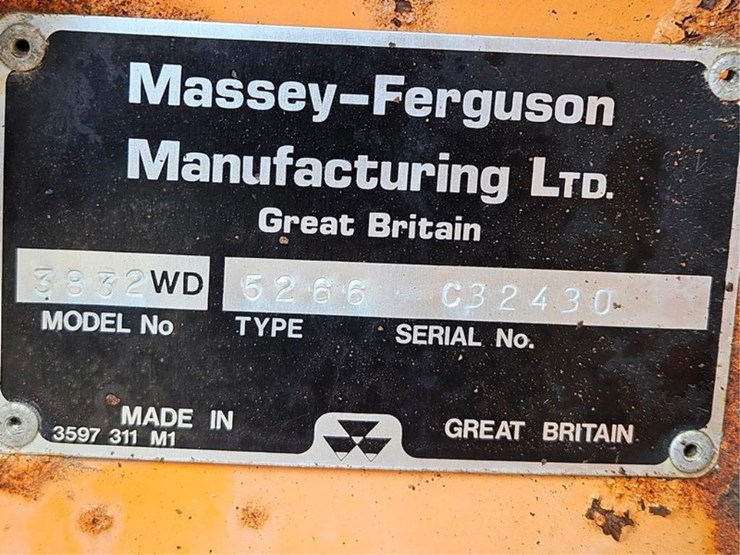 Massey-Ferguson
Manufacturing LTD.
Great Britain
3832WD 5266 C32430
MODEL No TYPE SERIAL No.
MADE IN GREAT BRITAIN
3597 311 M1